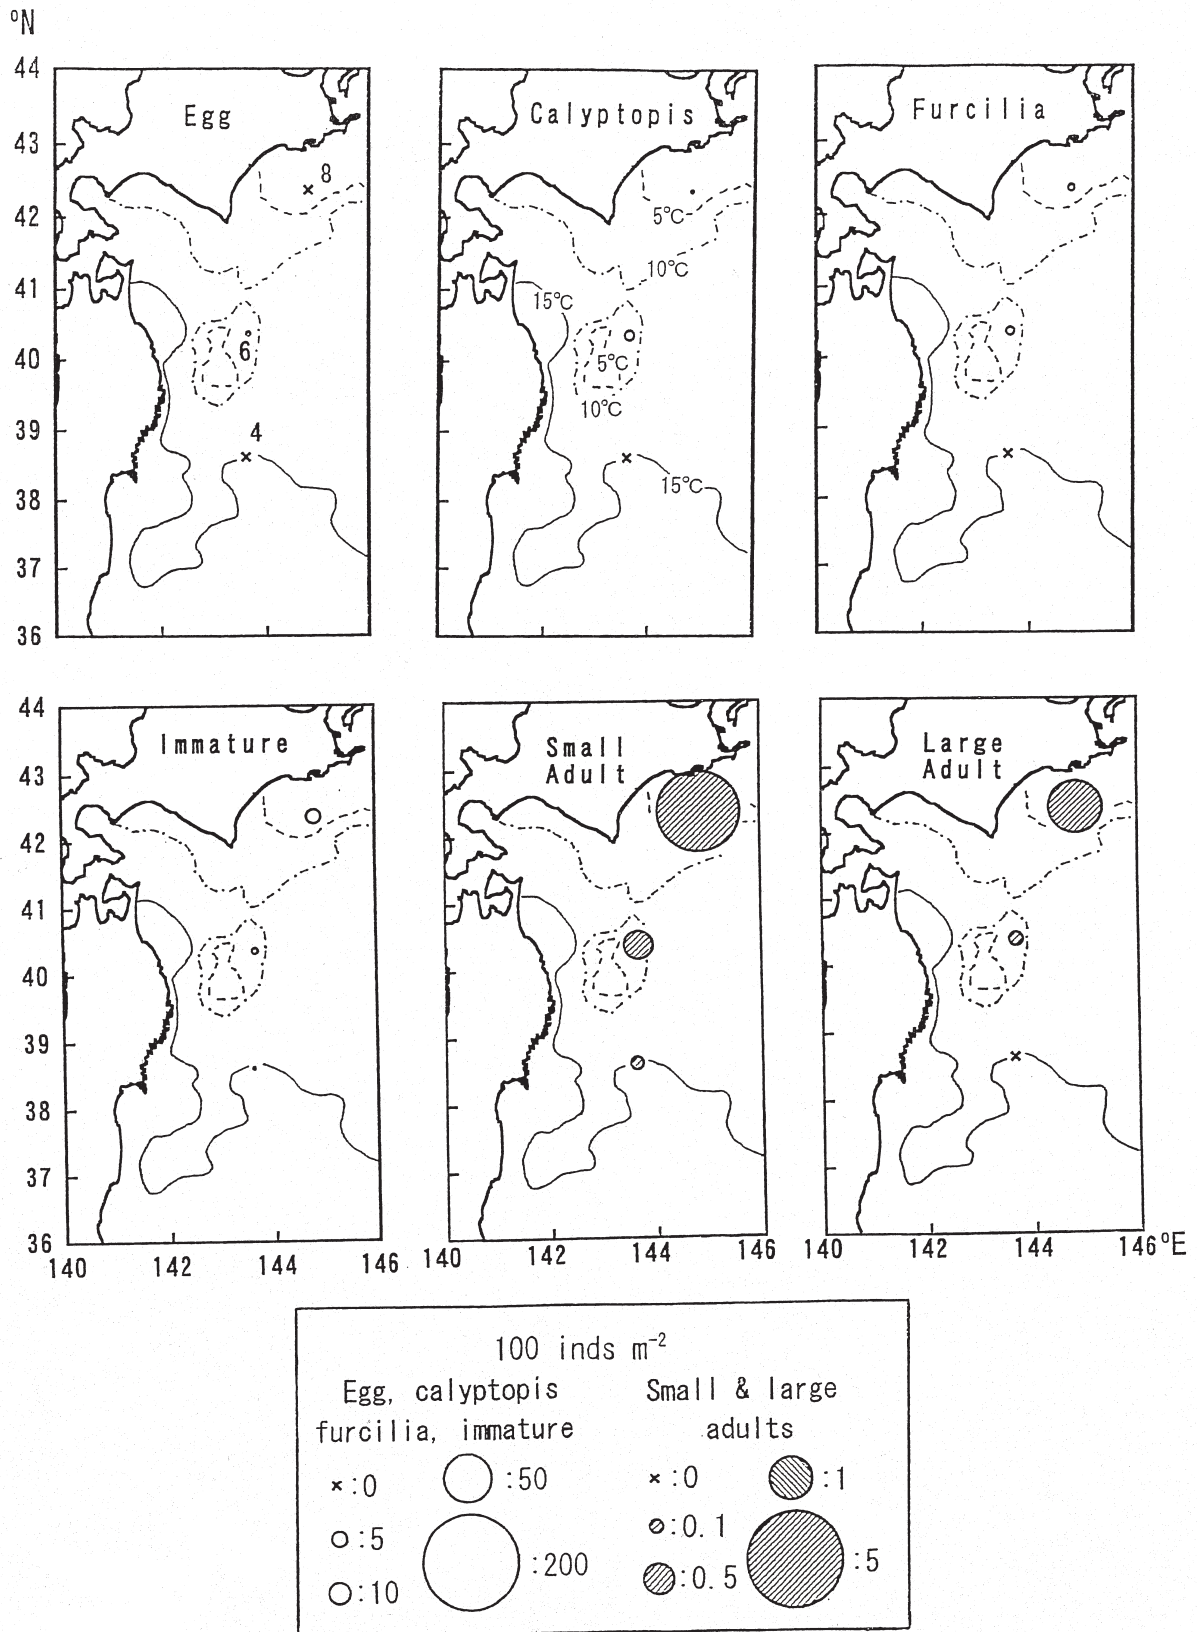 °N
44
43
42
41
40
39
38
37
36
Egg
8
6
4
Calyptopis
5°C
10°C
15°C
5°C
10°C
15°C
Furcilia
44
43
42
41
40
39
38
37
36
Immature
140
142
144
146
Small
Adult
140
142
144
146
Large
Adult
140
142
144
146°E
100 inds m⁻²
Egg, calyptopis
furcilia, immature
×:0
:50
:5
:200
:10
Small & large
adults
×:0
:1
:0.1
:5
:0.5